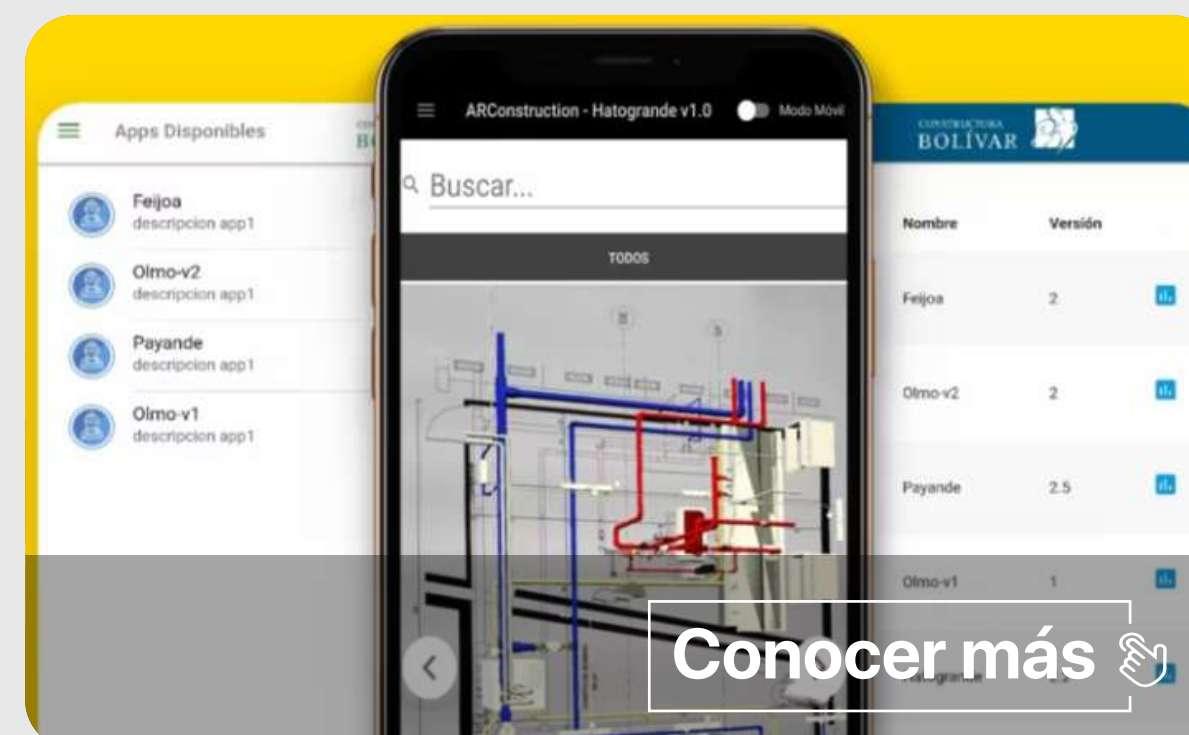 Apps Disponibles
Feijoa
descripcion app1
Olmo-v2
descripcion app1
Payande
descripcion app1
Olmo-v1
descripcion app1
ARConstruction - Hatogrande v1.0
Modo Móvil
Buscar...
TODOS
CONSTRUCTORA
BOLÍVAR
Nombre Versión
Feijoa 2
Olmo-v2 2
Payande 2.5
Olmo-v1 1
Hatogrande
Conocer más